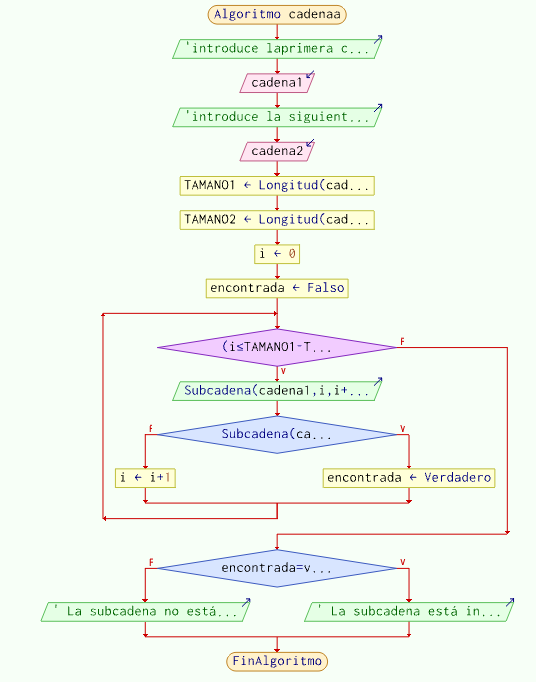 Algoritmo cadenaa
'introduce laprimera c...
cadena1
'introduce la siguient...
cadena2
TAMANO1 ← Longitud(cad...
TAMANO2 ← Longitud(cad...
i ← 0
encontrada ← Falso
(i≤TAMANO1-T...
F
V
Subcadena(cadena1,i,i+...
F
Subcadena(ca...
V
i ← i+1
encontrada ← Verdadero
F
encontrada=v...
V
' La subcadena no está...
' La subcadena está in...
FinAlgoritmo